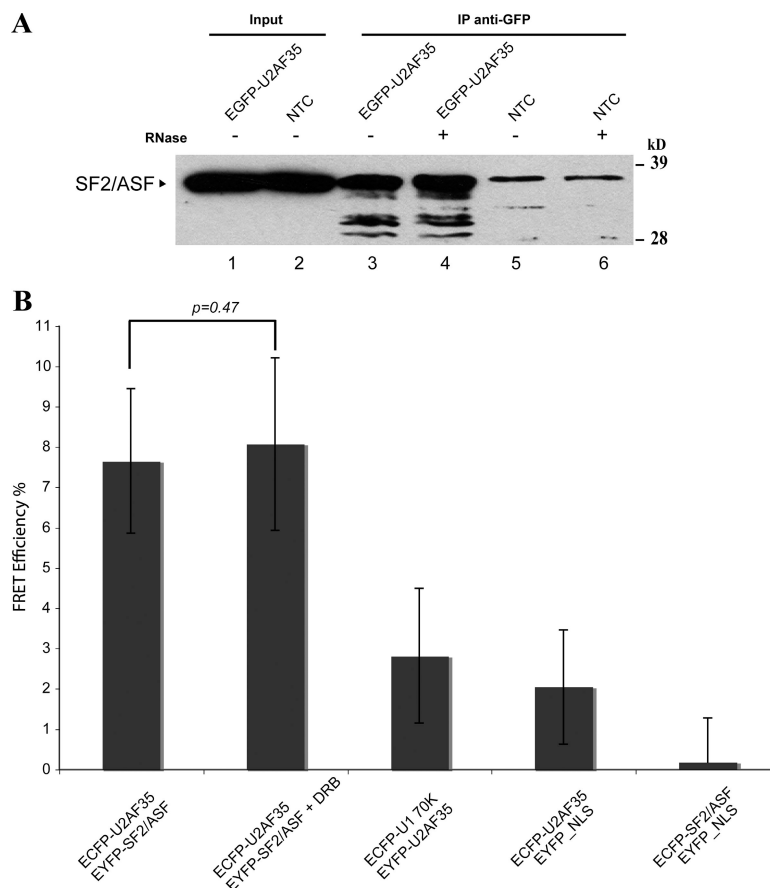 A
Input
IP anti-GFP
EGFP-U2AF35
NTC
EGFP-U2AF35
EGFP-U2AF35
NTC
NTC
RNase - - - + - +
kD
SF2/ASF
39
28
1 2 3 4 5 6
B
p=0.47
11
10
9
8
7
6
5
4
3
2
1
0
FRET Efficiency %
ECFP-U2AF35
EYFP-SF2/ASF
ECFP-U2AF35
EYFP-SF2/ASF + DRB
ECFP-U1 70K
EYFP-U2AF35
ECFP-U2AF35
EYFP_NLS
ECFP-SF2/ASF
EYFP_NLS